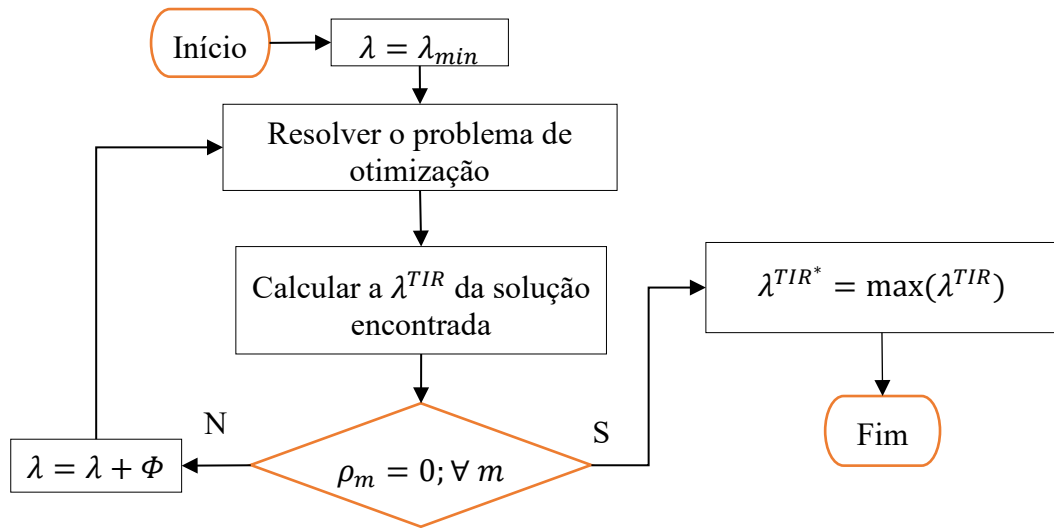 Início
λ = λ_min
Resolver o problema de
otimização
Calcular a λ^TIR da solução
encontrada
λ^TIR* = max(λ^TIR)
N
S
λ = λ + Φ
ρ_m = 0; ∀ m
Fim